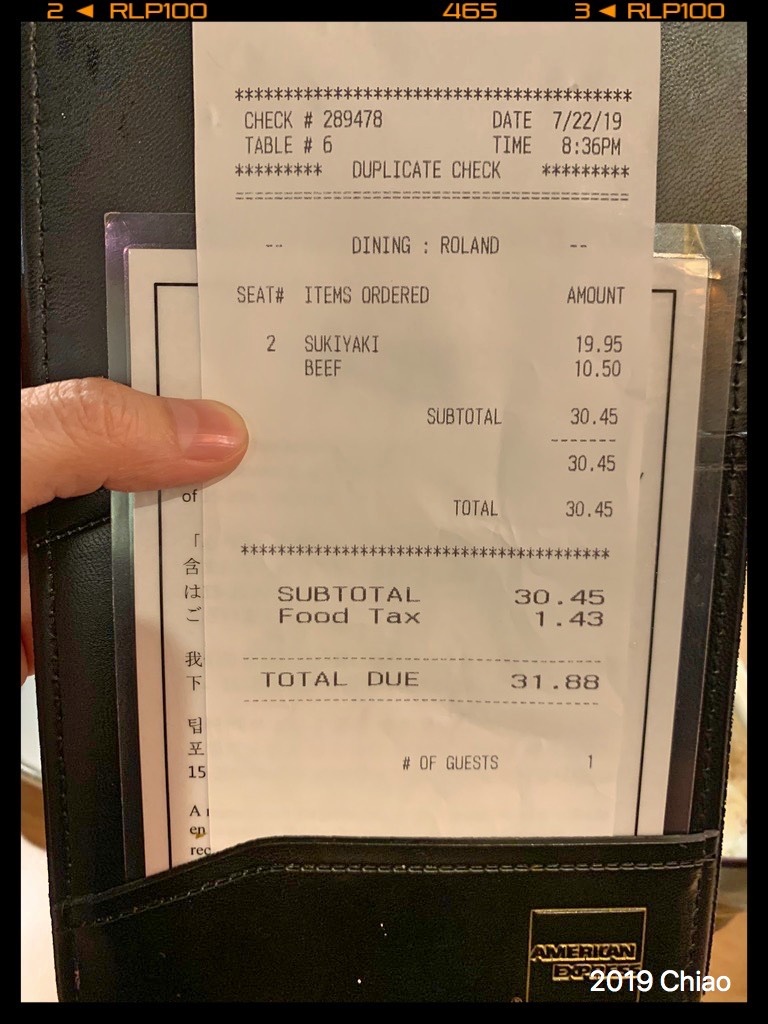 2 ◄ RLP100 465 3 ◄ RLP100
*******************************************
CHECK # 289478 DATE 7/22/19
TABLE # 6 TIME 8:36PM
********* DUPLICATE CHECK *********
==========================================
-- DINING : ROLAND --
SEAT# ITEMS ORDERED AMOUNT
2 SUKIYAKI 19.95
BEEF 10.50
SUBTOTAL 30.45
-------
30.45
TOTAL 30.45
****************************************
SUBTOTAL 30.45
Food Tax 1.43
TOTAL DUE 31.88
# OF GUESTS 1
of
「
含
は
ご
我
下
팁
포
15
A
en
rec
AMERICAN
EXPRESS
2019 Chiao